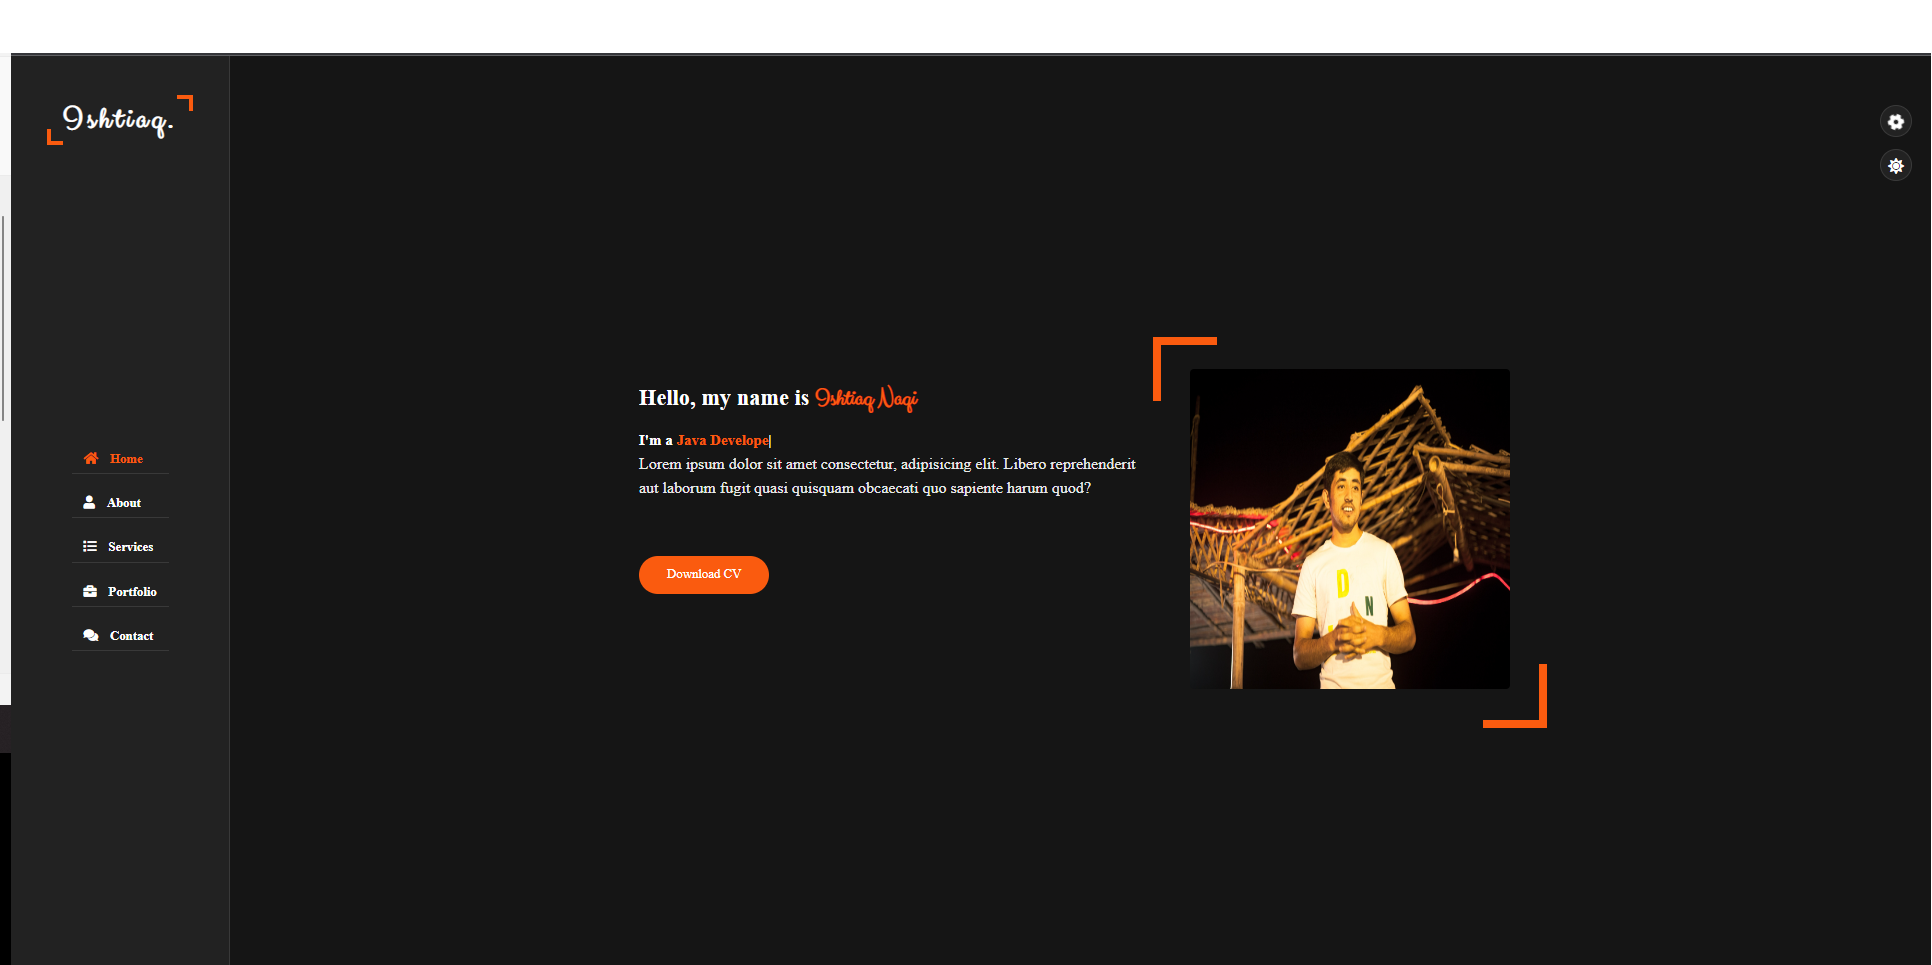 Ishtiaq.
Home
About
Services
Portfolio
Contact
Hello, my name is Ishtiaq Naqi
I'm a Java Develope|
Lorem ipsum dolor sit amet consectetur, adipisicing elit. Libero reprehenderit
aut laborum fugit quasi quisquam obcaecati quo sapiente harum quod?
Download CV
D
N